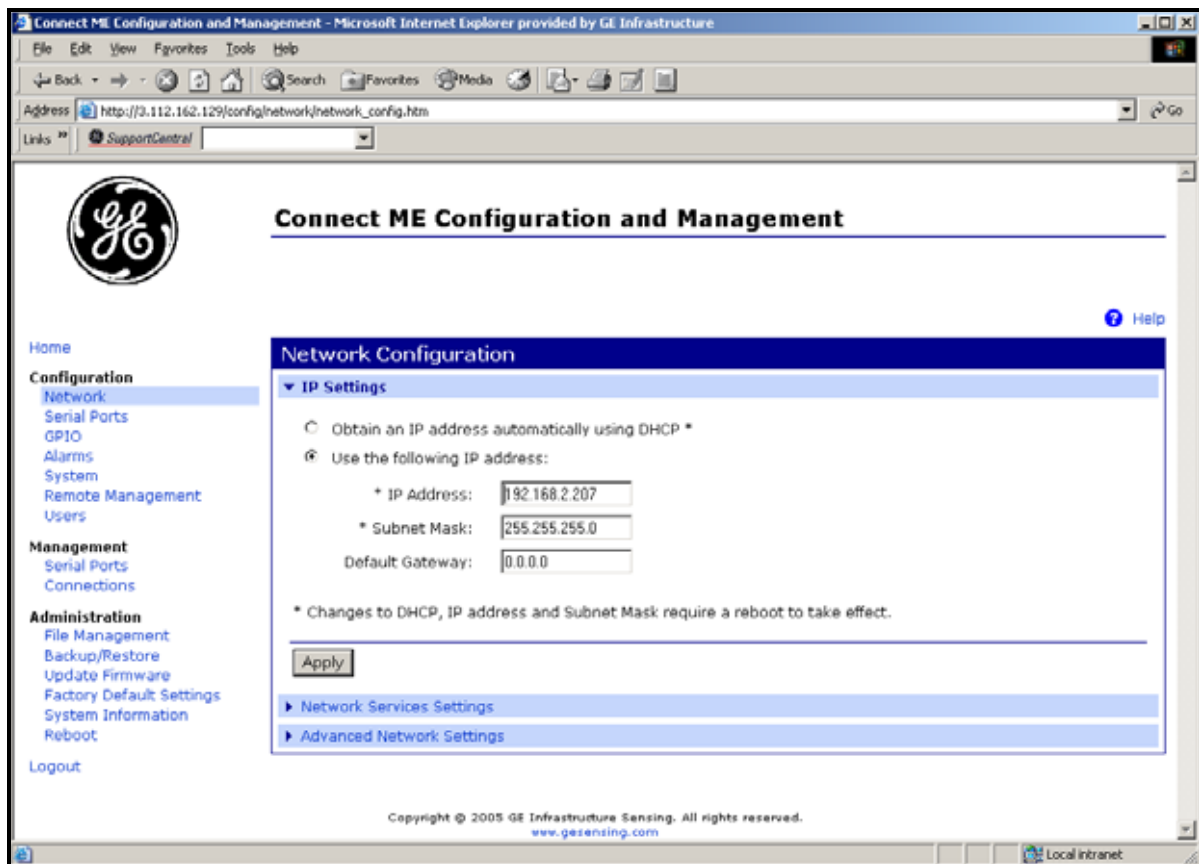 Connect ME Configuration and Management - Microsoft Internet Explorer provided by GE Infrastructure
File Edit View Favorites Tools Help
Back Search Favorites Media
Address http://3.112.162.129/config/network/network_config.htm Go
Links » SupportCentral
GE
Connect ME Configuration and Management
Help
Home
Configuration
Network
Serial Ports
GPIO
Alarms
System
Remote Management
Users
Management
Serial Ports
Connections
Administration
File Management
Backup/Restore
Update Firmware
Factory Default Settings
System Information
Reboot
Logout
Network Configuration
IP Settings
Obtain an IP address automatically using DHCP *
Use the following IP address:
* IP Address: 192.168.2.207
* Subnet Mask: 255.255.255.0
Default Gateway: 0.0.0.0
* Changes to DHCP, IP address and Subnet Mask require a reboot to take effect.
Apply
Network Services Settings
Advanced Network Settings
Copyright © 2005 GE Infrastructure Sensing. All rights reserved.
www.gesensing.com
Local intranet